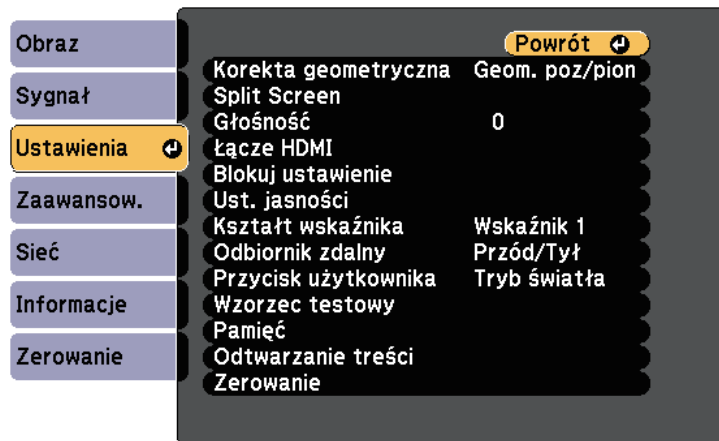 Obraz
Sygnał
Ustawienia
Zaawansow.
Sieć
Informacje
Zerowanie
Powrót
Korekta geometryczna Geom. poz/pion
Split Screen
Głośność 0
Łącze HDMI
Blokuj ustawienie
Ust. jasności
Kształt wskaźnika Wskaźnik 1
Odbiornik zdalny Przód/Tył
Przycisk użytkownika Tryb światła
Wzorzec testowy
Pamięć
Odtwarzanie treści
Zerowanie